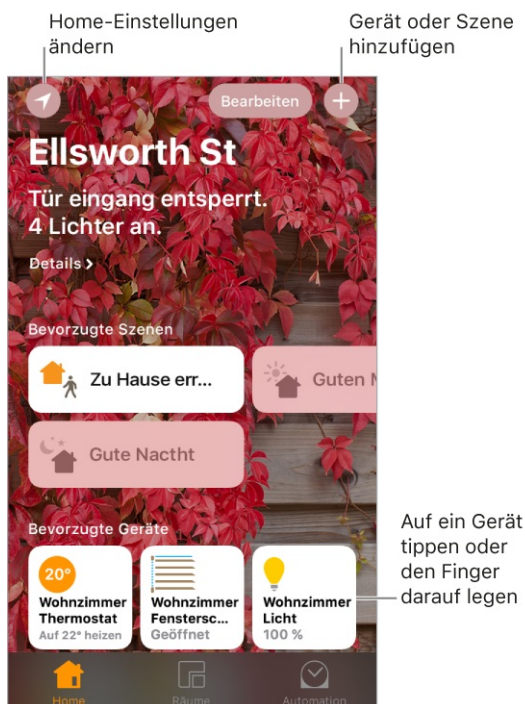 Home-Einstellungen
ändern
Gerät oder Szene
hinzufügen
Bearbeiten
Ellsworth St
Tür eingang entsperrt.
4 Lichter an.
Details >
Bevorzugte Szenen
Zu Hause err...
Guten M
Gute Nactht
Bevorzugte Geräte
20°
Wohnzimmer
Thermostat
Auf 22° heizen
Wohnzimmer
Fenstersc...
Geöffnet
Wohnzimmer
Licht
100 %
Auf ein Gerät
tippen oder
den Finger
darauf legen
Home
Räume
Automation